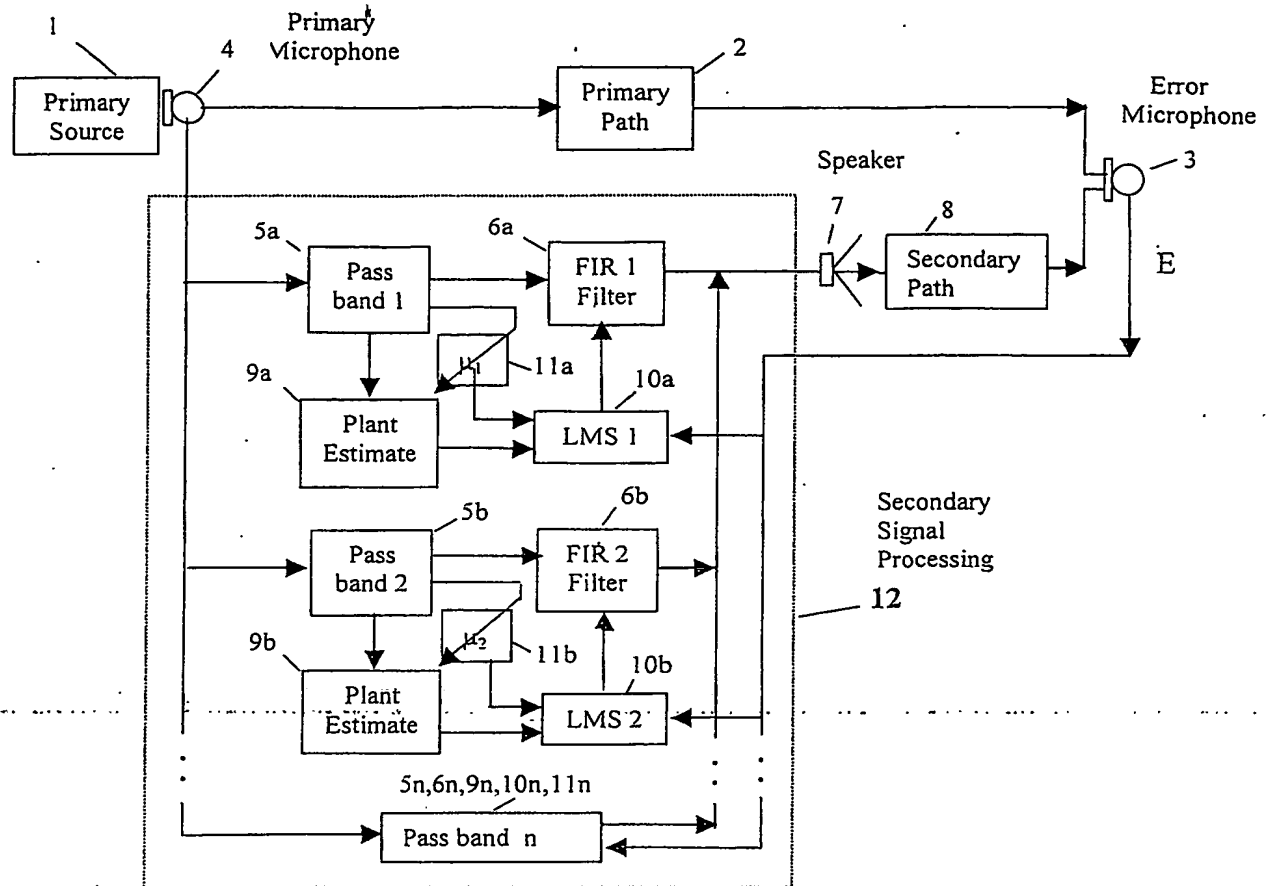 1
Primary
Microphone
4
2
Primary
Source
Primary
Path
Error
Microphone
3
Speaker
7
8
5a
6a
Pass
band 1
FIR 1
Filter
Secondary
Path
E
μ1
11a
9a
10a
Plant
Estimate
LMS 1
5b
6b
Secondary
Signal
Processing
Pass
band 2
FIR 2
Filter
12
μ2
11b
9b
10b
Plant
Estimate
LMS 2
5n,6n,9n,10n,11n
Pass band n